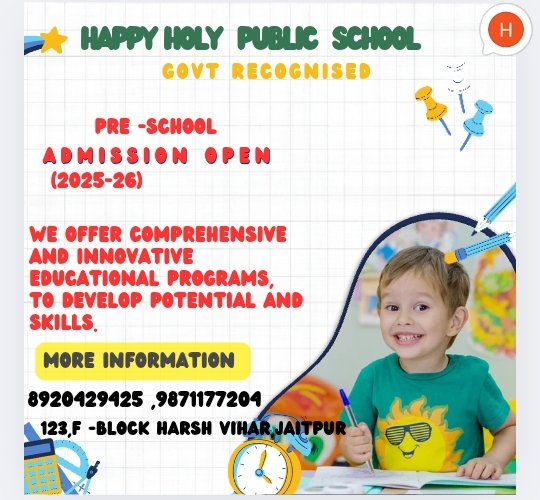 H
HAPPY HOLY PUBLIC SCHOOL
GOVT RECOGNISED
PRE -SCHOOL
ADMISSION OPEN
(2025-26)
WE OFFER COMPREHENSIVE
AND INNOVATIVE
EDUCATIONAL PROGRAMS,
TO DEVELOP POTENTIAL AND
SKILLS.
MORE INFORMATION
8920429425 ,9871177204
123,F -BLOCK HARSH VIHAR,JAITPUR